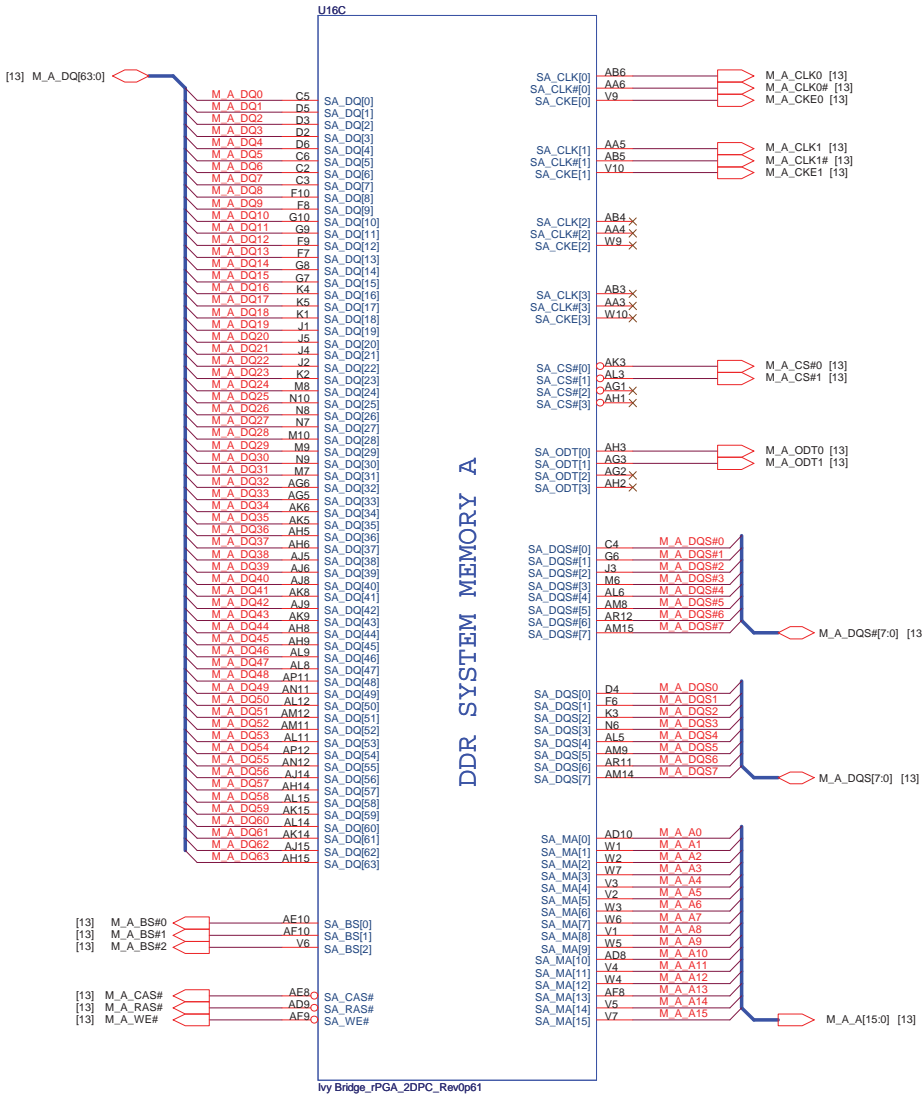 U16C
[13] M_A_DQ[63:0]
M_A_DQ0 C5 SA_DQ[0]
M_A_DQ1 D5 SA_DQ[1]
M_A_DQ2 D3 SA_DQ[2]
M_A_DQ3 D2 SA_DQ[3]
M_A_DQ4 D6 SA_DQ[4]
M_A_DQ5 C6 SA_DQ[5]
M_A_DQ6 C2 SA_DQ[6]
M_A_DQ7 C3 SA_DQ[7]
M_A_DQ8 F10 SA_DQ[8]
M_A_DQ9 F8 SA_DQ[9]
M_A_DQ10 G10 SA_DQ[10]
M_A_DQ11 G9 SA_DQ[11]
M_A_DQ12 F9 SA_DQ[12]
M_A_DQ13 F7 SA_DQ[13]
M_A_DQ14 G8 SA_DQ[14]
M_A_DQ15 G7 SA_DQ[15]
M_A_DQ16 K4 SA_DQ[16]
M_A_DQ17 K5 SA_DQ[17]
M_A_DQ18 K1 SA_DQ[18]
M_A_DQ19 J1 SA_DQ[19]
M_A_DQ20 J5 SA_DQ[20]
M_A_DQ21 J4 SA_DQ[21]
M_A_DQ22 J2 SA_DQ[22]
M_A_DQ23 K2 SA_DQ[23]
M_A_DQ24 M8 SA_DQ[24]
M_A_DQ25 N10 SA_DQ[25]
M_A_DQ26 N8 SA_DQ[26]
M_A_DQ27 N7 SA_DQ[27]
M_A_DQ28 M10 SA_DQ[28]
M_A_DQ29 M9 SA_DQ[29]
M_A_DQ30 N9 SA_DQ[30]
M_A_DQ31 M7 SA_DQ[31]
M_A_DQ32 AG6 SA_DQ[32]
M_A_DQ33 AG5 SA_DQ[33]
M_A_DQ34 AK6 SA_DQ[34]
M_A_DQ35 AK5 SA_DQ[35]
M_A_DQ36 AH5 SA_DQ[36]
M_A_DQ37 AH6 SA_DQ[37]
M_A_DQ38 AJ5 SA_DQ[38]
M_A_DQ39 AJ6 SA_DQ[39]
M_A_DQ40 AJ8 SA_DQ[40]
M_A_DQ41 AK8 SA_DQ[41]
M_A_DQ42 AJ9 SA_DQ[42]
M_A_DQ43 AK9 SA_DQ[43]
M_A_DQ44 AH8 SA_DQ[44]
M_A_DQ45 AH9 SA_DQ[45]
M_A_DQ46 AL9 SA_DQ[46]
M_A_DQ47 AL8 SA_DQ[47]
M_A_DQ48 AP11 SA_DQ[48]
M_A_DQ49 AN11 SA_DQ[49]
M_A_DQ50 AL12 SA_DQ[50]
M_A_DQ51 AM12 SA_DQ[51]
M_A_DQ52 AM11 SA_DQ[52]
M_A_DQ53 AL11 SA_DQ[53]
M_A_DQ54 AP12 SA_DQ[54]
M_A_DQ55 AN12 SA_DQ[55]
M_A_DQ56 AJ14 SA_DQ[56]
M_A_DQ57 AH14 SA_DQ[57]
M_A_DQ58 AL15 SA_DQ[58]
M_A_DQ59 AK15 SA_DQ[59]
M_A_DQ60 AL14 SA_DQ[60]
M_A_DQ61 AK14 SA_DQ[61]
M_A_DQ62 AJ15 SA_DQ[62]
M_A_DQ63 AH15 SA_DQ[63]
[13] M_A_BS#0 AE10 SA_BS[0]
[13] M_A_BS#1 AF10 SA_BS[1]
[13] M_A_BS#2 V6 SA_BS[2]
[13] M_A_CAS# AE8 SA_CAS#
[13] M_A_RAS# AD9 SA_RAS#
[13] M_A_WE# AF9 SA_WE#
DDR SYSTEM MEMORY A
SA_CLK[0] AB6 M_A_CLK0 [13]
SA_CLK#[0] AA6 M_A_CLK0# [13]
SA_CKE[0] V9 M_A_CKE0 [13]
SA_CLK[1] AA5 M_A_CLK1 [13]
SA_CLK#[1] AB5 M_A_CLK1# [13]
SA_CKE[1] V10 M_A_CKE1 [13]
SA_CLK[2] AB4
SA_CLK#[2] AA4
SA_CKE[2] W9
SA_CLK[3] AB3
SA_CLK#[3] AA3
SA_CKE[3] W10
SA_CS#[0] AK3 M_A_CS#0 [13]
SA_CS#[1] AL3 M_A_CS#1 [13]
SA_CS#[2] AG1
SA_CS#[3] AH1
SA_ODT[0] AH3 M_A_ODT0 [13]
SA_ODT[1] AG3 M_A_ODT1 [13]
SA_ODT[2] AG2
SA_ODT[3] AH2
SA_DQS#[0] C4 M_A_DQS#0
SA_DQS#[1] G6 M_A_DQS#1
SA_DQS#[2] J3 M_A_DQS#2
SA_DQS#[3] M6 M_A_DQS#3
SA_DQS#[4] AL6 M_A_DQS#4
SA_DQS#[5] AM8 M_A_DQS#5
SA_DQS#[6] AR12 M_A_DQS#6
SA_DQS#[7] AM15 M_A_DQS#7
M_A_DQS#[7:0] [13
SA_DQS[0] D4 M_A_DQS0
SA_DQS[1] F6 M_A_DQS1
SA_DQS[2] K3 M_A_DQS2
SA_DQS[3] N6 M_A_DQS3
SA_DQS[4] AL5 M_A_DQS4
SA_DQS[5] AM9 M_A_DQS5
SA_DQS[6] AR11 M_A_DQS6
SA_DQS[7] AM14 M_A_DQS7
M_A_DQS[7:0] [13]
SA_MA[0] AD10 M_A_A0
SA_MA[1] W1 M_A_A1
SA_MA[2] W2 M_A_A2
SA_MA[3] W7 M_A_A3
SA_MA[4] V3 M_A_A4
SA_MA[5] V2 M_A_A5
SA_MA[6] W3 M_A_A6
SA_MA[7] W6 M_A_A7
SA_MA[8] V1 M_A_A8
SA_MA[9] W5 M_A_A9
SA_MA[10] AD8 M_A_A10
SA_MA[11] V4 M_A_A11
SA_MA[12] W4 M_A_A12
SA_MA[13] AF8 M_A_A13
SA_MA[14] V5 M_A_A14
SA_MA[15] V7 M_A_A15
M_A_A[15:0] [13]
Ivy Bridge_rPGA_2DPC_Rev0p61